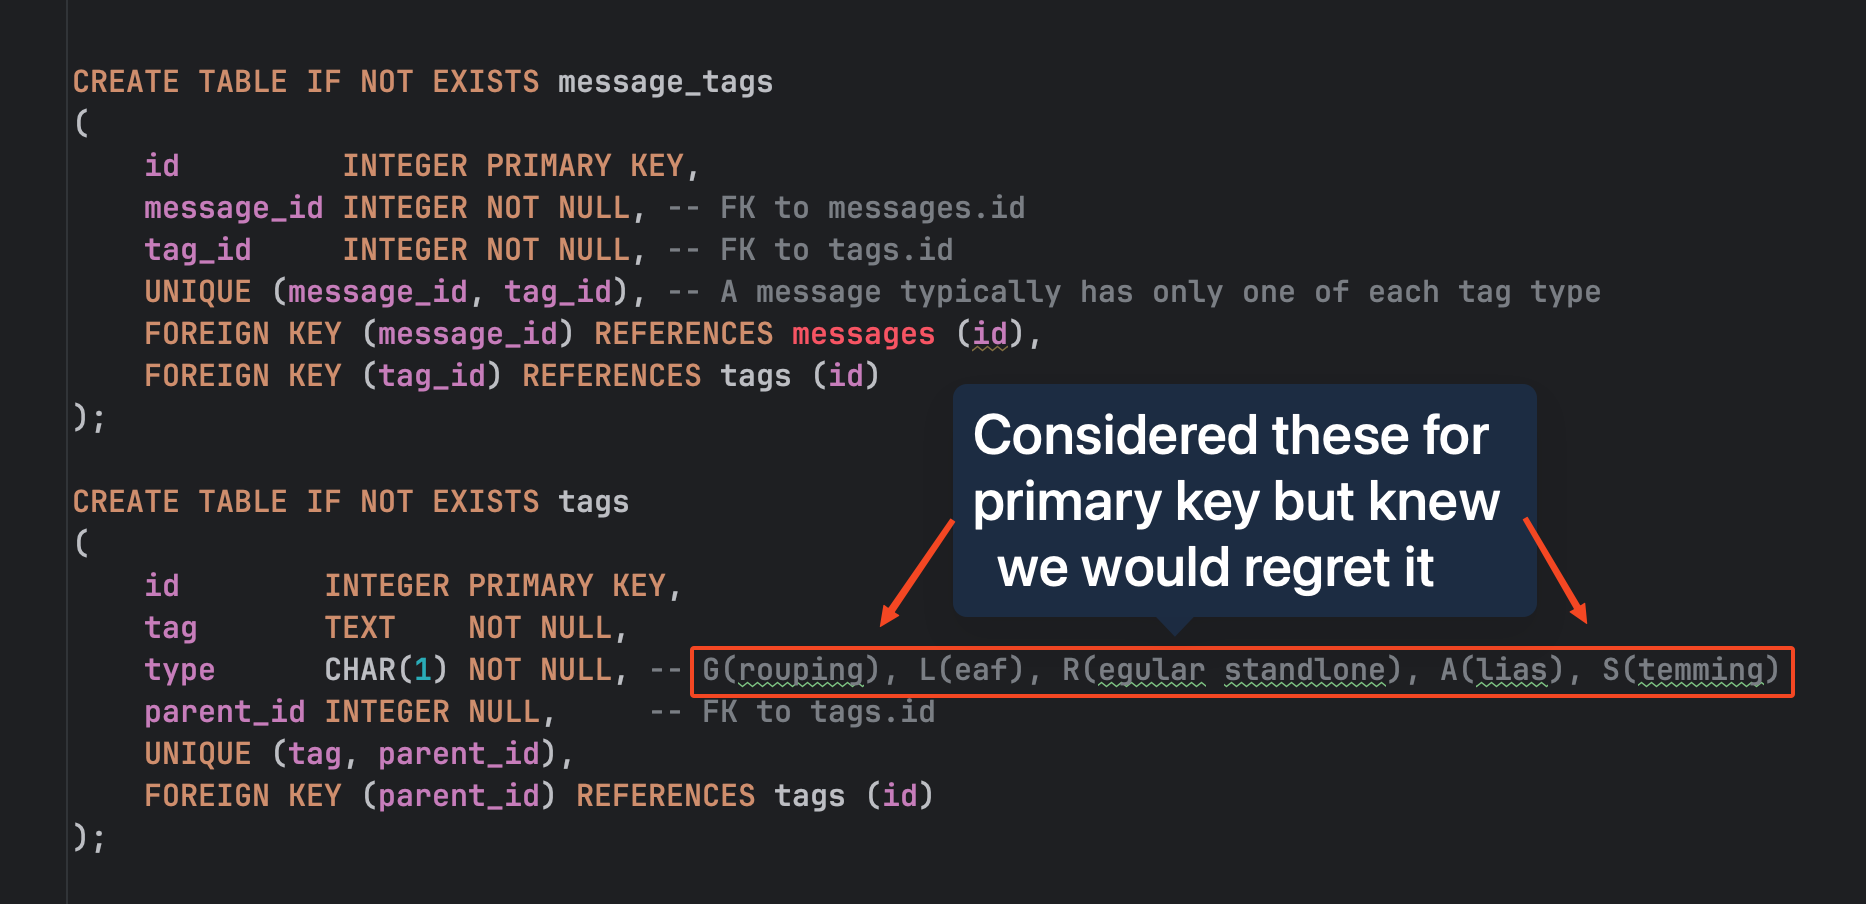 CREATE TABLE IF NOT EXISTS message_tags
(
id INTEGER PRIMARY KEY,
message_id INTEGER NOT NULL, -- FK to messages.id
tag_id INTEGER NOT NULL, -- FK to tags.id
UNIQUE (message_id, tag_id), -- A message typically has only one of each tag type
FOREIGN KEY (message_id) REFERENCES messages (id),
FOREIGN KEY (tag_id) REFERENCES tags (id)
);
Considered these for
primary key but knew
we would regret it
CREATE TABLE IF NOT EXISTS tags
(
id INTEGER PRIMARY KEY,
tag TEXT NOT NULL,
type CHAR(1) NOT NULL, -- G(rouping), L(eaf), R(egular standlone), A(lias), S(temming)
parent_id INTEGER NULL, -- FK to tags.id
UNIQUE (tag, parent_id),
FOREIGN KEY (parent_id) REFERENCES tags (id)
);